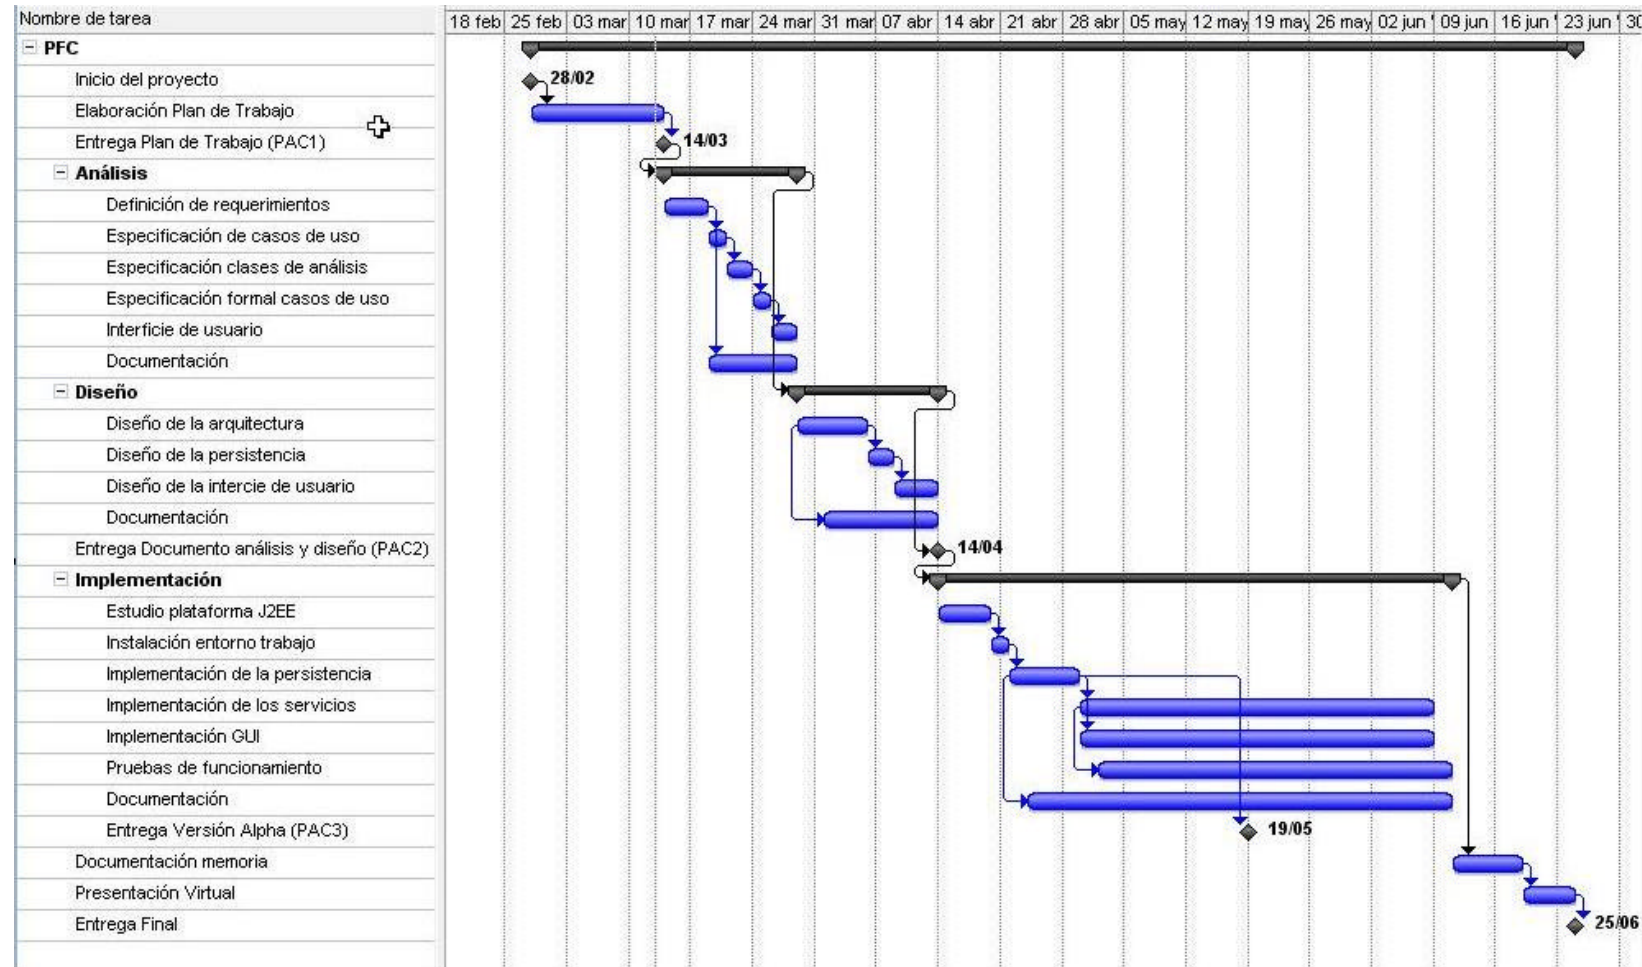 Nombre de tarea
18 feb 25 feb 03 mar 10 mar 17 mar 24 mar 31 mar 07 abr 14 abr 21 abr 28 abr 05 may 12 may 19 may 26 may 02 jun ' 09 jun 16 jun ' 23 jun ' 30
PFC
Inicio del proyecto 28/02
Elaboración Plan de Trabajo
Entrega Plan de Trabajo (PAC1) 14/03
Análisis
Definición de requerimientos
Especificación de casos de uso
Especificación clases de análisis
Especificación formal casos de uso
Interficie de usuario
Documentación
Diseño
Diseño de la arquitectura
Diseño de la persistencia
Diseño de la intercie de usuario
Documentación
Entrega Documento análisis y diseño (PAC2) 14/04
Implementación
Estudio plataforma J2EE
Instalación entorno trabajo
Implementación de la persistencia
Implementación de los servicios
Implementación GUI
Pruebas de funcionamiento
Documentación
Entrega Versión Alpha (PAC3) 19/05
Documentación memoria
Presentación Virtual
Entrega Final 25/06